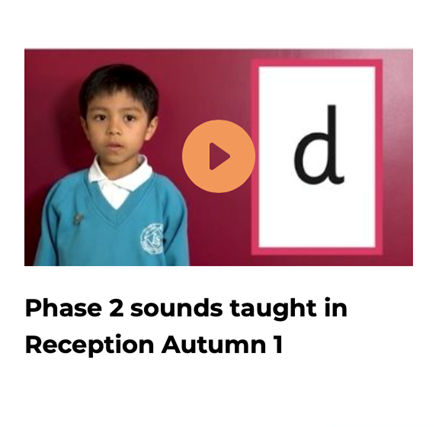 d
Phase 2 sounds taught in
Reception Autumn 1